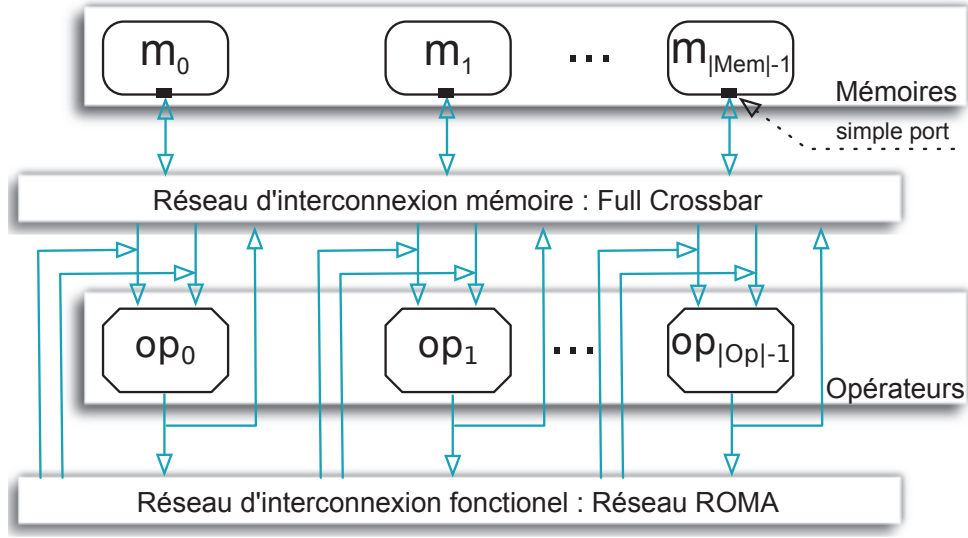 m0 m1 ... m|Mem|-1
Mémoires
simple port
Réseau d'interconnexion mémoire : Full Crossbar
op0 op1 ... op|Op|-1
Opérateurs
Réseau d'interconnexion fonctionel : Réseau ROMA